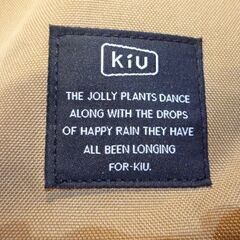 kiu
THE JOLLY PLANTS DANCE
ALONG WITH THE DROPS
OF HAPPY RAIN THEY HAVE
ALL BEEN LONGING
FOR-KIU.